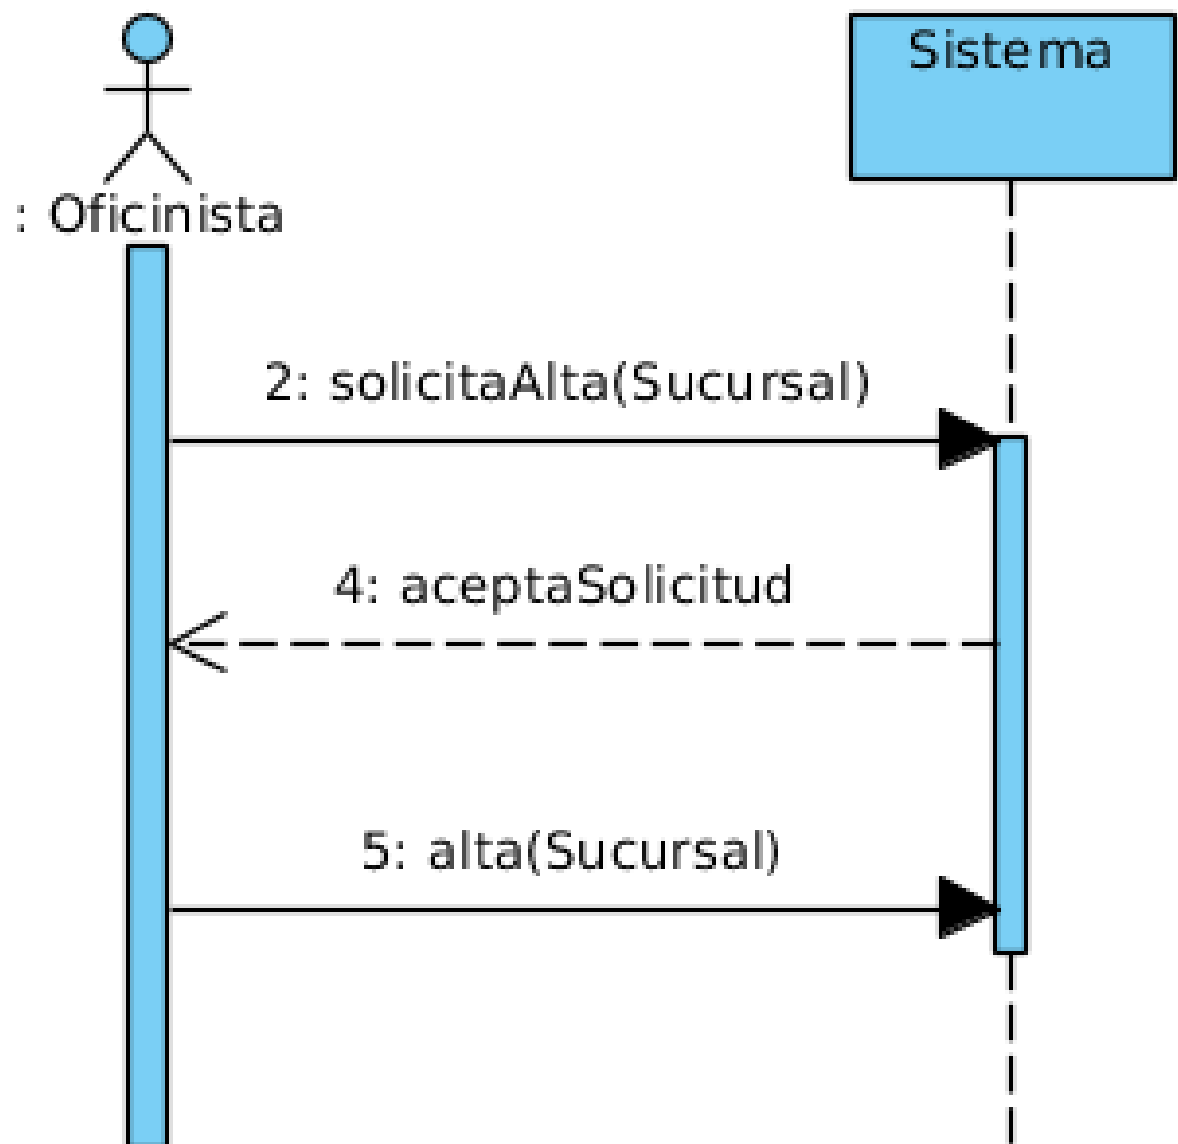 Sistema
: Oficinista
2: solicitaAlta(Sucursal)
4: aceptaSolicitud
5: alta(Sucursal)